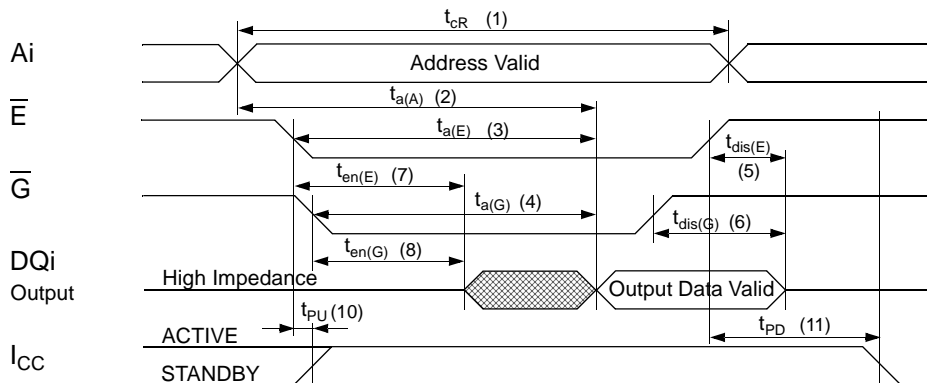 t_cR (1)
Ai
Address Valid
t_a(A) (2)
E̅
t_a(E) (3)
t_dis(E)
(5)
t_en(E) (7)
G̅
t_a(G) (4)
t_dis(G) (6)
t_en(G) (8)
DQi
Output
High Impedance
Output Data Valid
t_PU (10)
t_PD (11)
ACTIVE
I_CC
STANDBY